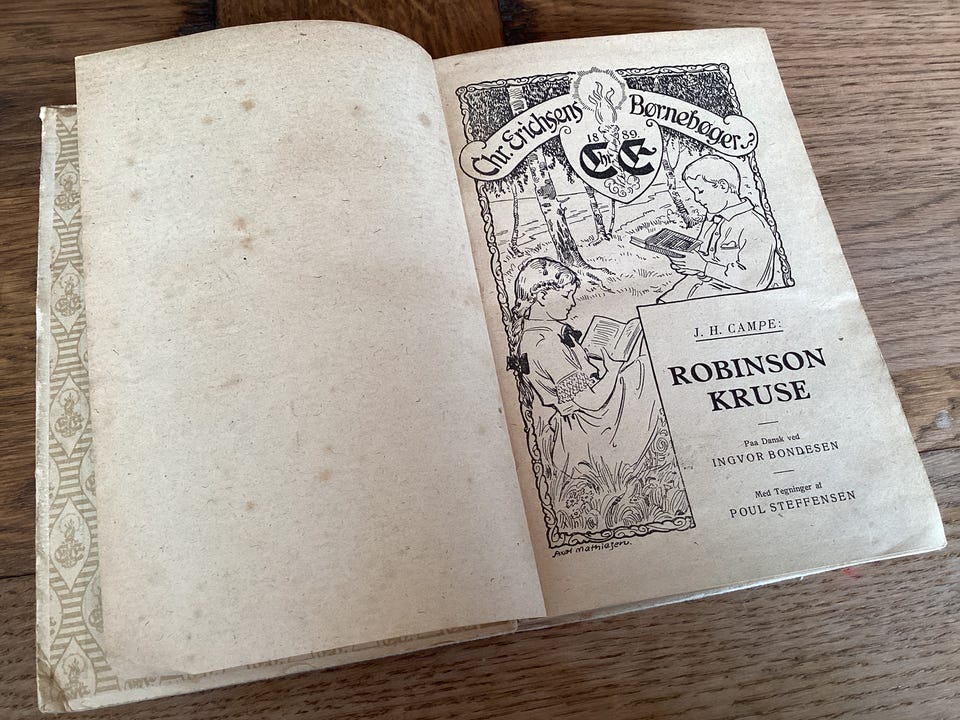 Chr. Erichsens Børnebøger
18 89.
Chr. E
J. H. CAMPE:
ROBINSON
KRUSE
Paa Dansk ved
INGVOR BONDESEN
Med Tegninger af
POUL STEFFENSEN
Axel Mathiesen.